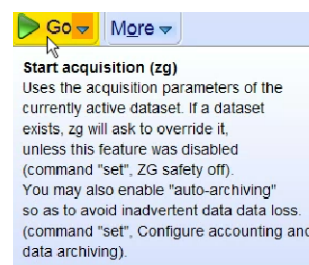 Go More
Start acquisition (zg)
Uses the acquisition parameters of the
currently active dataset. If a dataset
exists, zg will ask to override it,
unless this feature was disabled
(command "set", ZG safety off).
You may also enable "auto-archiving"
so as to avoid inadvertent data data loss.
(command "set", Configure accounting and
data archiving).